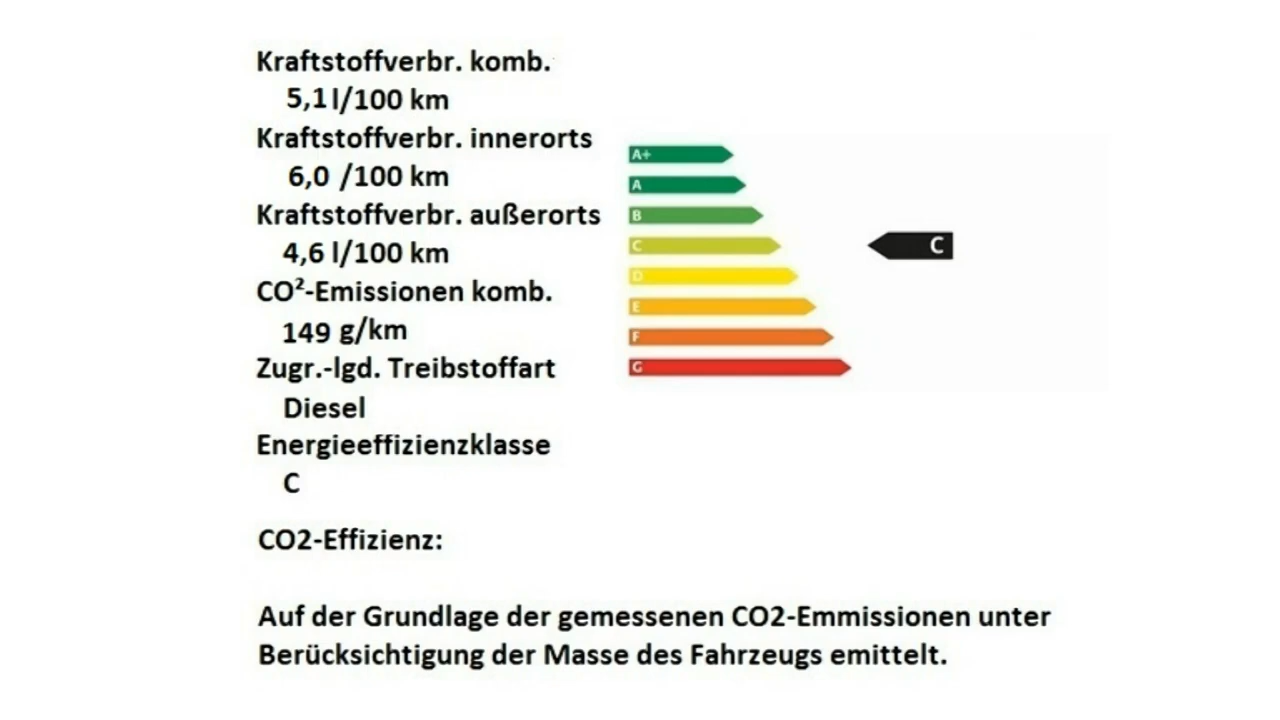 Kraftstoffverbr. komb.
5,1 l/100 km
Kraftstoffverbr. innerorts
6,0 /100 km
Kraftstoffverbr. außerorts
4,6 l/100 km
CO²-Emissionen komb.
149 g/km
Zugr.-lgd. Treibstoffart
Diesel
Energieeffizienzklasse
C
A+
A
B
C
C
D
E
F
G
CO2-Effizienz:
Auf der Grundlage der gemessenen CO2-Emmissionen unter
Berücksichtigung der Masse des Fahrzeugs emittelt.